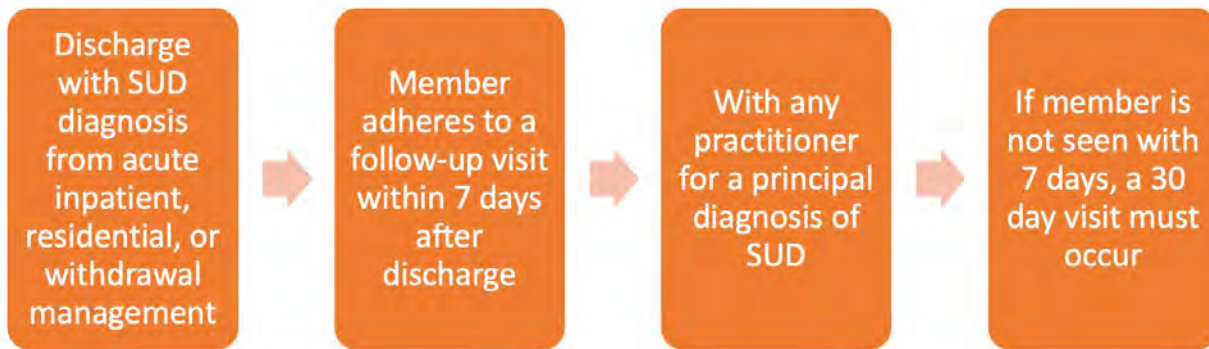 Discharge
with SUD
diagnosis
from acute
inpatient,
residential, or
withdrawal
management
Member
adheres to a
follow-up visit
within 7 days
after
discharge
With any
practitioner
for a principal
diagnosis of
SUD
If member is
not seen with
7 days, a 30
day visit must
occur